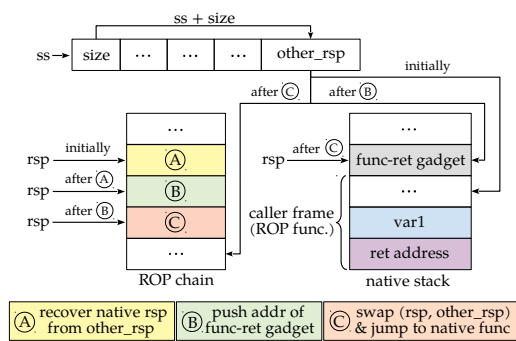 ss + size
ss
size ... ... ... other_rsp
after Ⓒ
after Ⓑ
initially
...
initially
rsp
Ⓐ
after Ⓐ
rsp
Ⓑ
after Ⓑ
rsp
Ⓒ
...
ROP chain
...
after Ⓒ
rsp
func-ret gadget
...
caller frame
(ROP func.)
var1
ret address
native stack
Ⓐ recover native rsp
from other_rsp
Ⓑ push addr of
func-ret gadget
Ⓒ swap (rsp, other_rsp)
& jump to native func